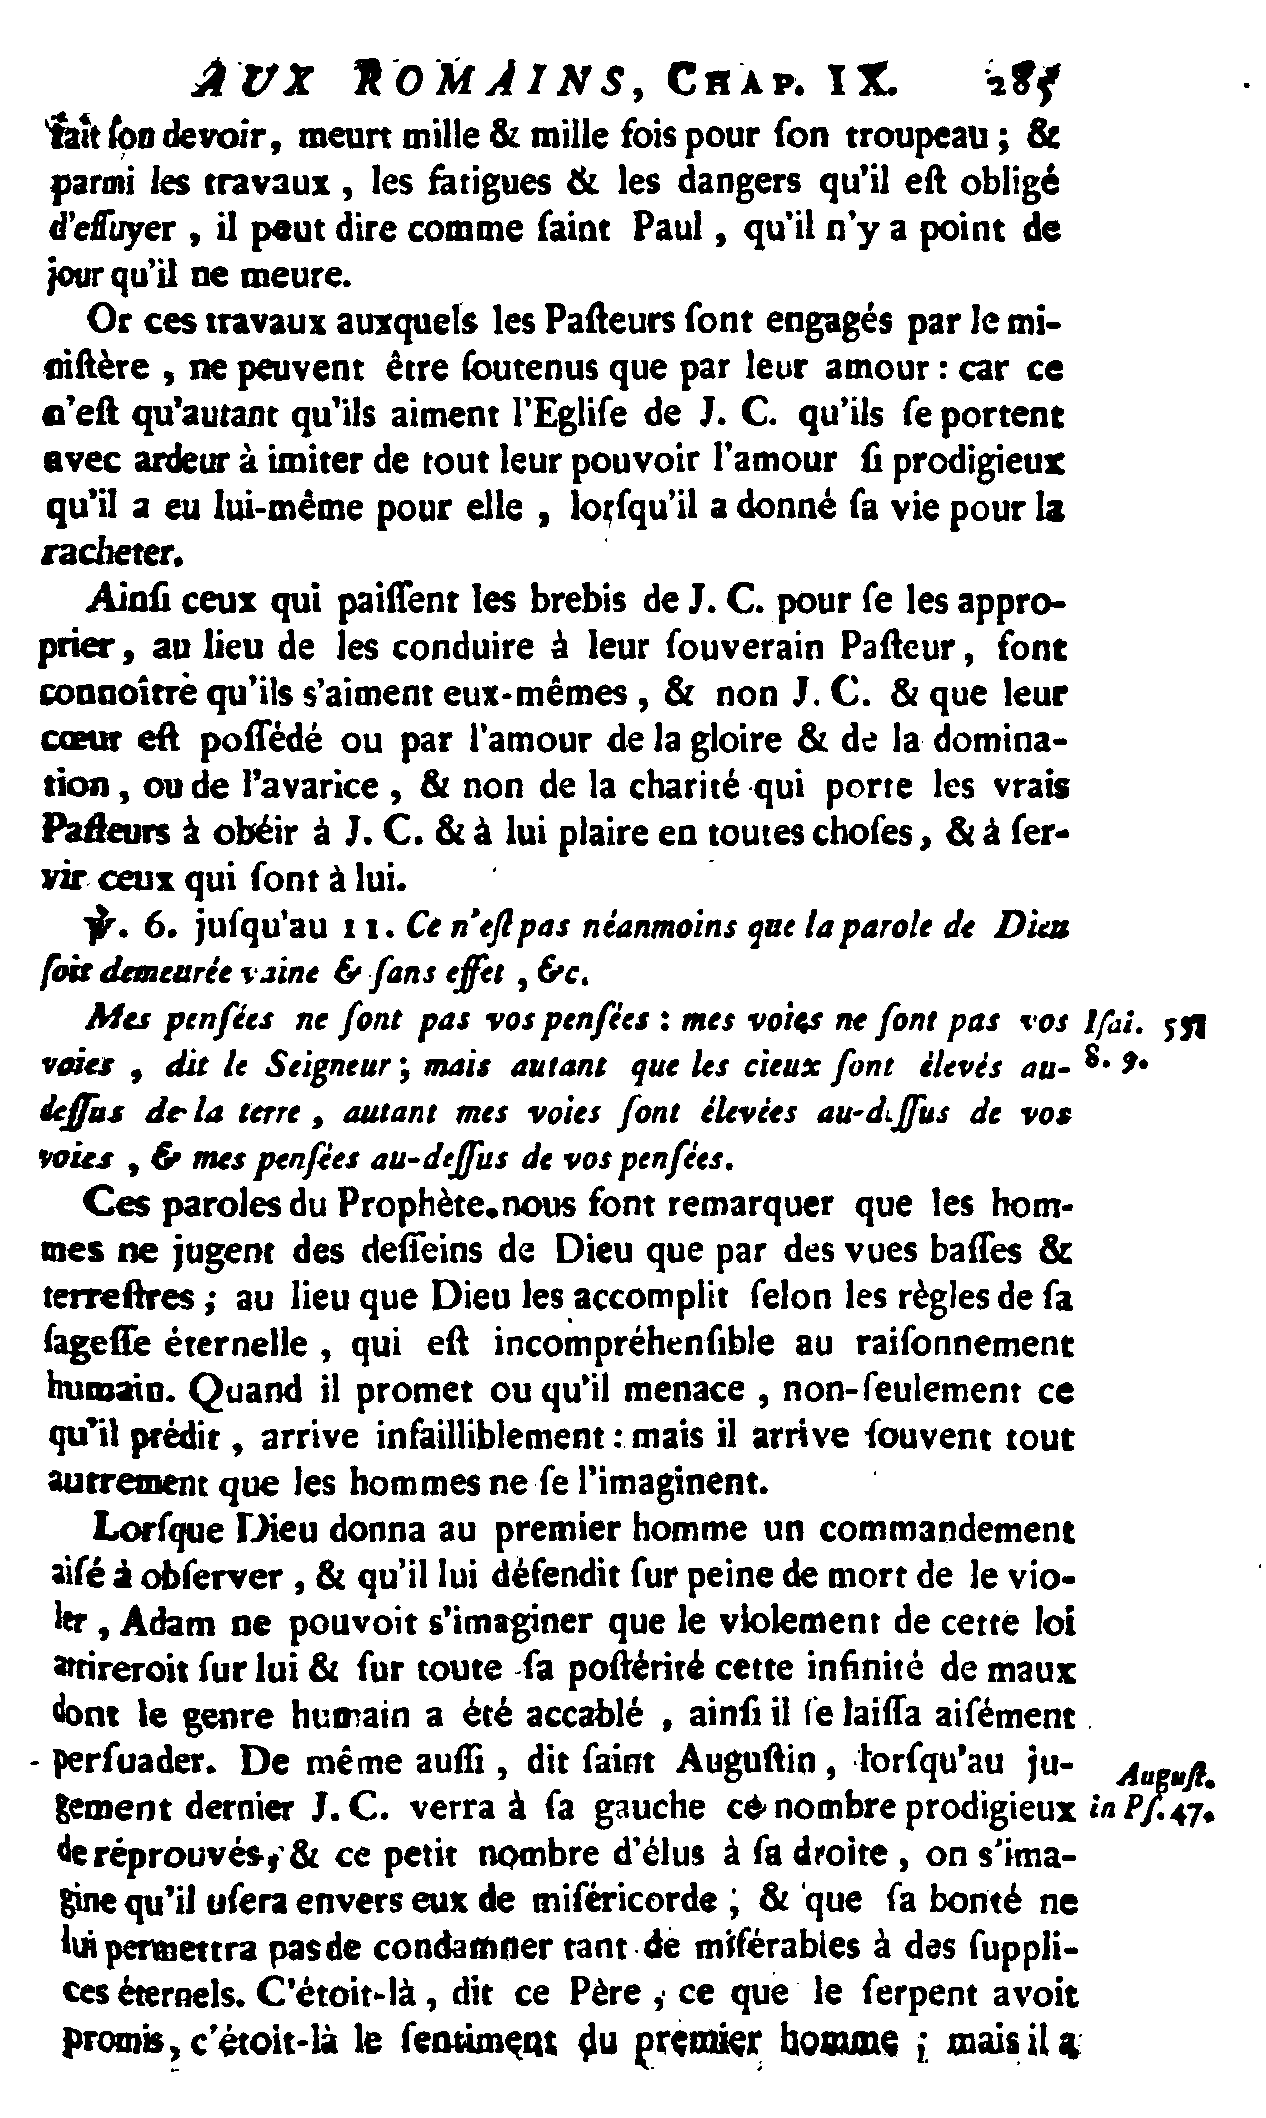 AUX ROMAINS, CHAP. IX. 285
fait ſon devoir, meurt mille & mille fois pour ſon troupeau ; &
parmi les travaux , les fatigues & les dangers qu'il eſt obligé
d'eſſuyer , il peut dire comme ſaint Paul , qu'il n'y a point de
jour qu'il ne meure.
Or ces travaux auxquels les Paſteurs ſont engagés par le mi-
niſtère , ne peuvent être ſoutenus que par leur amour : car ce
n'eſt qu'autant qu'ils aiment l'Egliſe de J. C. qu'ils ſe portent
avec ardeur à imiter de tout leur pouvoir l'amour ſi prodigieux
qu'il a eu lui-même pour elle , lorſqu'il a donné ſa vie pour la
racheter.
Ainſi ceux qui paiſſent les brebis de J. C. pour ſe les appro-
prier , au lieu de les conduire à leur ſouverain Paſteur , font
connoître qu'ils s'aiment eux-mêmes , & non J. C. & que leur
cœur eſt poſſédé ou par l'amour de la gloire & de la domina-
tion , ou de l'avarice , & non de la charité qui porte les vrais
Paſteurs à obéir à J. C. & à lui plaire en toutes choſes , & à ſer-
vir ceux qui ſont à lui.
℣. 6. juſqu'au 11. Ce n'eſt pas néanmoins que la parole de Dieu
ſoit demeurée vaine & ſans effet , &c.
Mes penſées ne ſont pas vos penſées : mes voies ne ſont pas vos Iſai. 55.
voies , dit le Seigneur ; mais autant que les cieux ſont élevés au- 8. 9.
deſſus de la terre , autant mes voies ſont élevées au-deſſus de vos
voies , & mes penſées au-deſſus de vos penſées.
Ces paroles du Prophète nous font remarquer que les hom-
mes ne jugent des deſſeins de Dieu que par des vues baſſes &
terreſtres ; au lieu que Dieu les accomplit ſelon les règles de ſa
ſageſſe éternelle , qui eſt incompréhenſible au raiſonnement
humain. Quand il promet ou qu'il menace , non-ſeulement ce
qu'il prédit , arrive infailliblement : mais il arrive ſouvent tout
autrement que les hommes ne ſe l'imaginent.
Lorſque Dieu donna au premier homme un commandement
aiſé à obſerver , & qu'il lui défendit ſur peine de mort de le vio-
ler , Adam ne pouvoit s'imaginer que le violement de cette loi
attireroit ſur lui & ſur toute ſa poſtérité cette infinité de maux
dont le genre humain a été accablé , ainſi il ſe laiſſa aiſément
perſuader. De même auſſi , dit ſaint Auguſtin , lorſqu'au ju- Auguſt.
gement dernier J. C. verra à ſa gauche ce nombre prodigieux in Pſ. 47.
de réprouvés , & ce petit nombre d'élus à ſa droite , on s'ima-
gine qu'il uſera envers eux de miſéricorde ; & que ſa bonté ne
lui permettra pas de condamner tant de miſérables à des ſuppli-
ces éternels. C'étoit-là , dit ce Père , ce que le ſerpent avoit
promis , c'étoit-là le ſentiment du premier homme ; mais il a